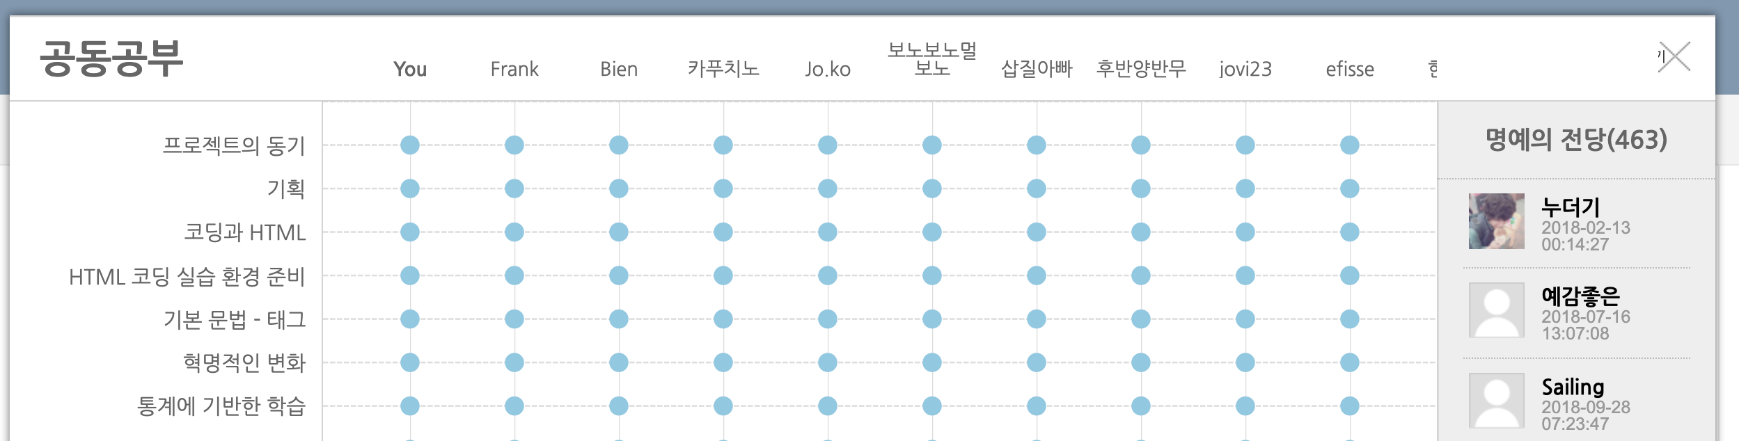 공동공부
You
Frank
Bien
카푸치노
Jo.ko
보노보노멀
보노
삽질아빠
후반양반무
jovi23
efisse
프로젝트의 동기
기획
코딩과 HTML
HTML 코딩 실습 환경 준비
기본 문법 - 태그
혁명적인 변화
통계에 기반한 학습
명예의 전당(463)
누더기
2018-02-13
00:14:27
예감좋은
2018-07-16
13:07:08
Sailing
2018-09-28
07:23:47